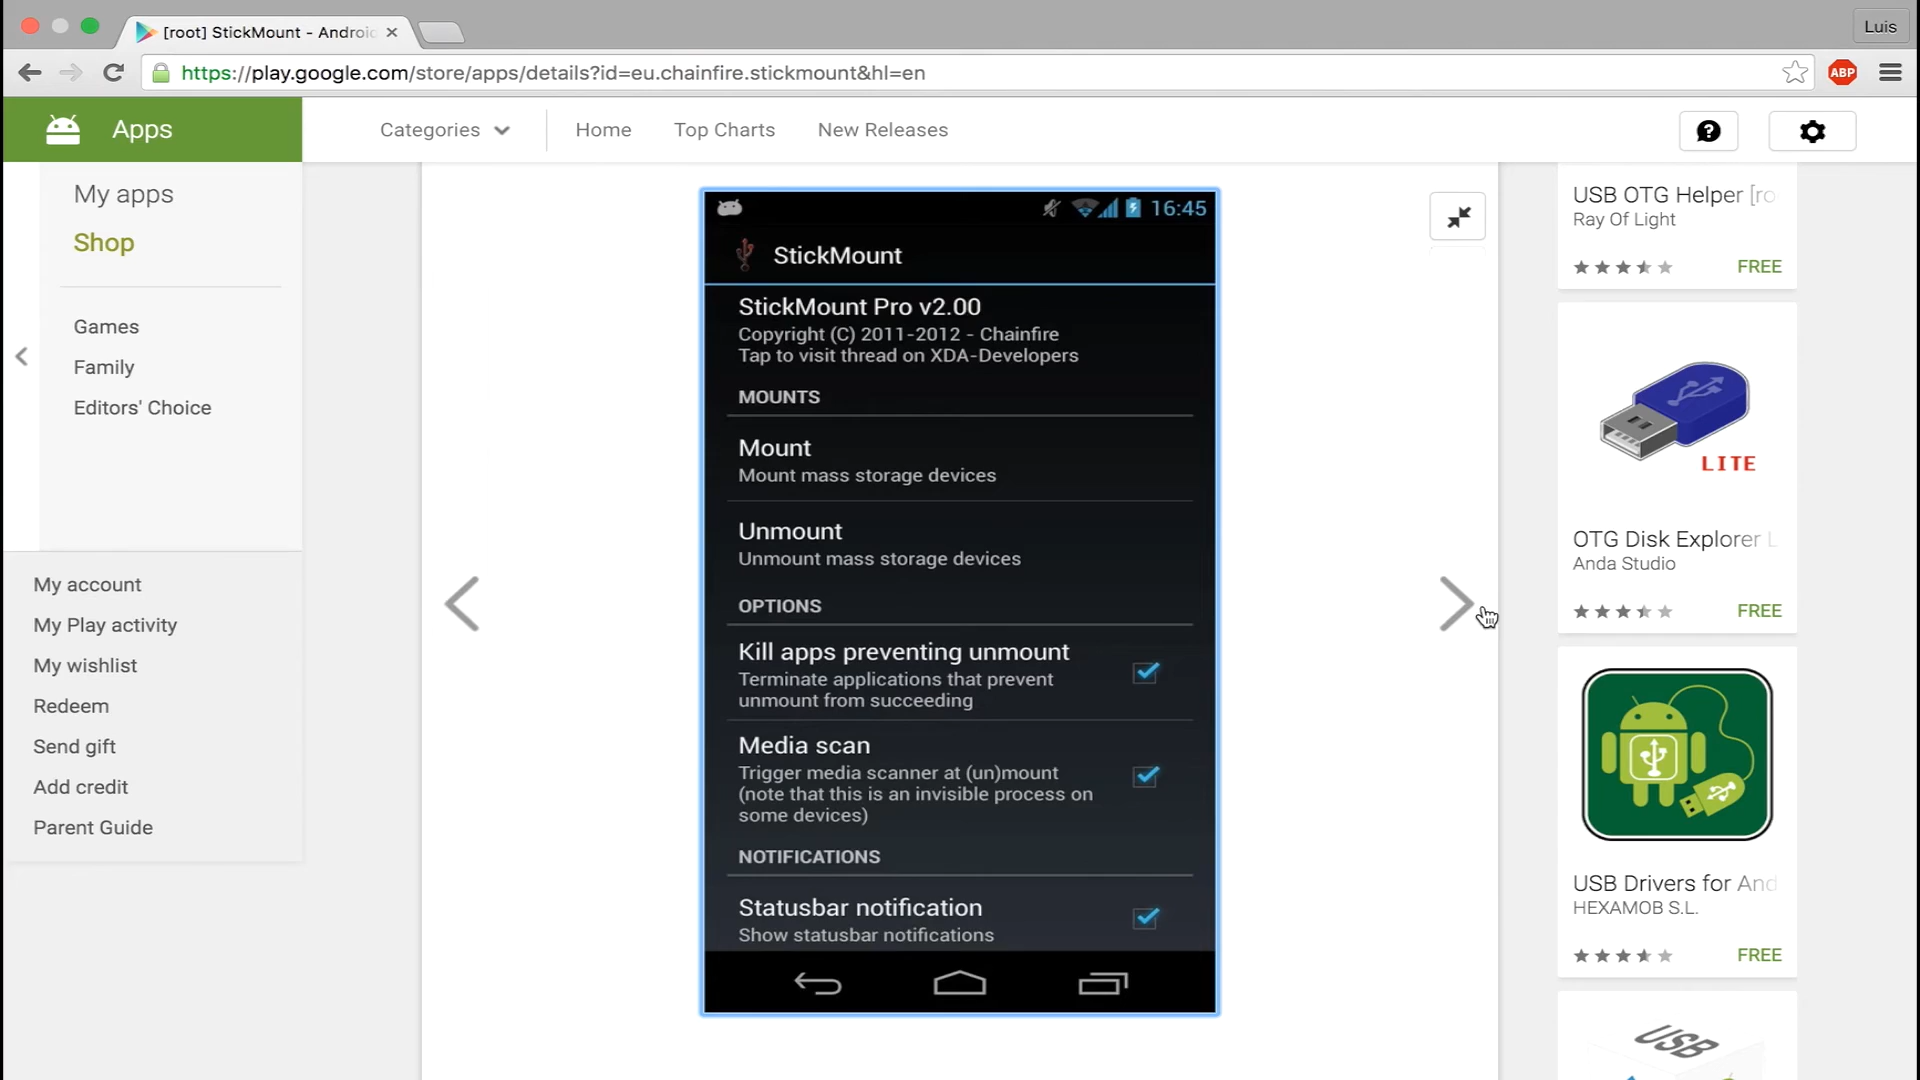 [root] StickMount - Android
Luis
https://play.google.com/store/apps/details?id=eu.chainfire.stickmount&hl=en
ABP
Apps
Categories
Home
Top Charts
New Releases
My apps
Shop
Games
Family
Editors' Choice
My account
My Play activity
My wishlist
Redeem
Send gift
Add credit
Parent Guide
16:45
StickMount
StickMount Pro v2.00
Copyright (C) 2011-2012 - Chainfire
Tap to visit thread on XDA-Developers
MOUNTS
Mount
Mount mass storage devices
Unmount
Unmount mass storage devices
OPTIONS
Kill apps preventing unmount
Terminate applications that prevent
unmount from succeeding
Media scan
Trigger media scanner at (un)mount
(note that this is an invisible process on
some devices)
NOTIFICATIONS
Statusbar notification
Show statusbar notifications
USB OTG Helper [ro
Ray Of Light
FREE
LITE
OTG Disk Explorer L
Anda Studio
FREE
USB Drivers for And
HEXAMOB S.L.
FREE
USB